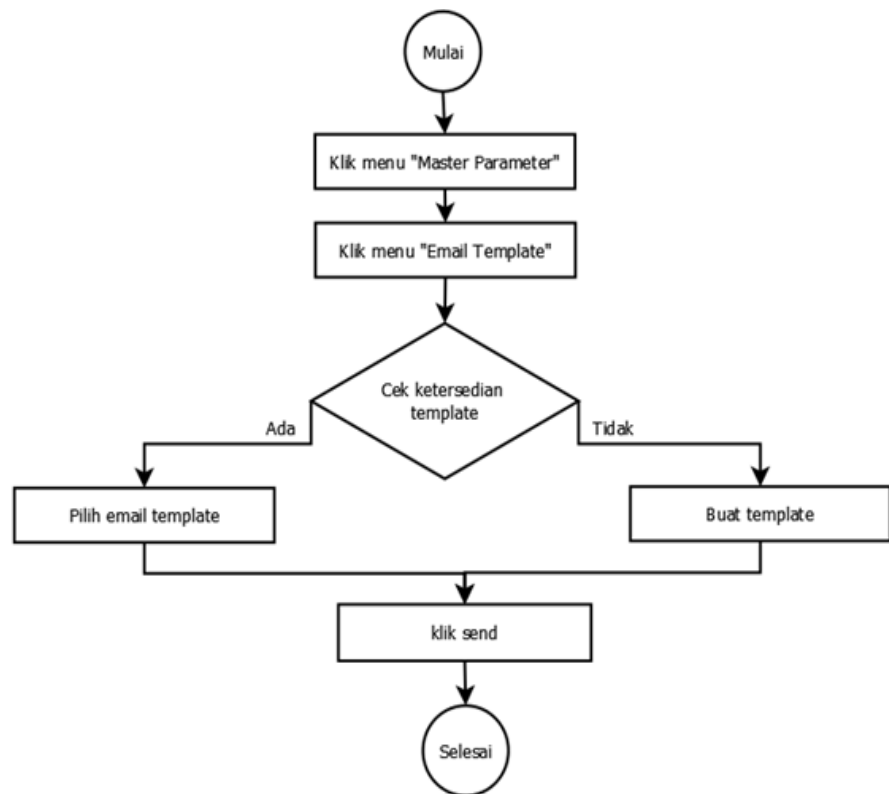 Mulai
Klik menu "Master Parameter"
Klik menu "Email Template"
Cek ketersedian
template
Ada
Tidak
Pilih email template
Buat template
klik send
Selesai